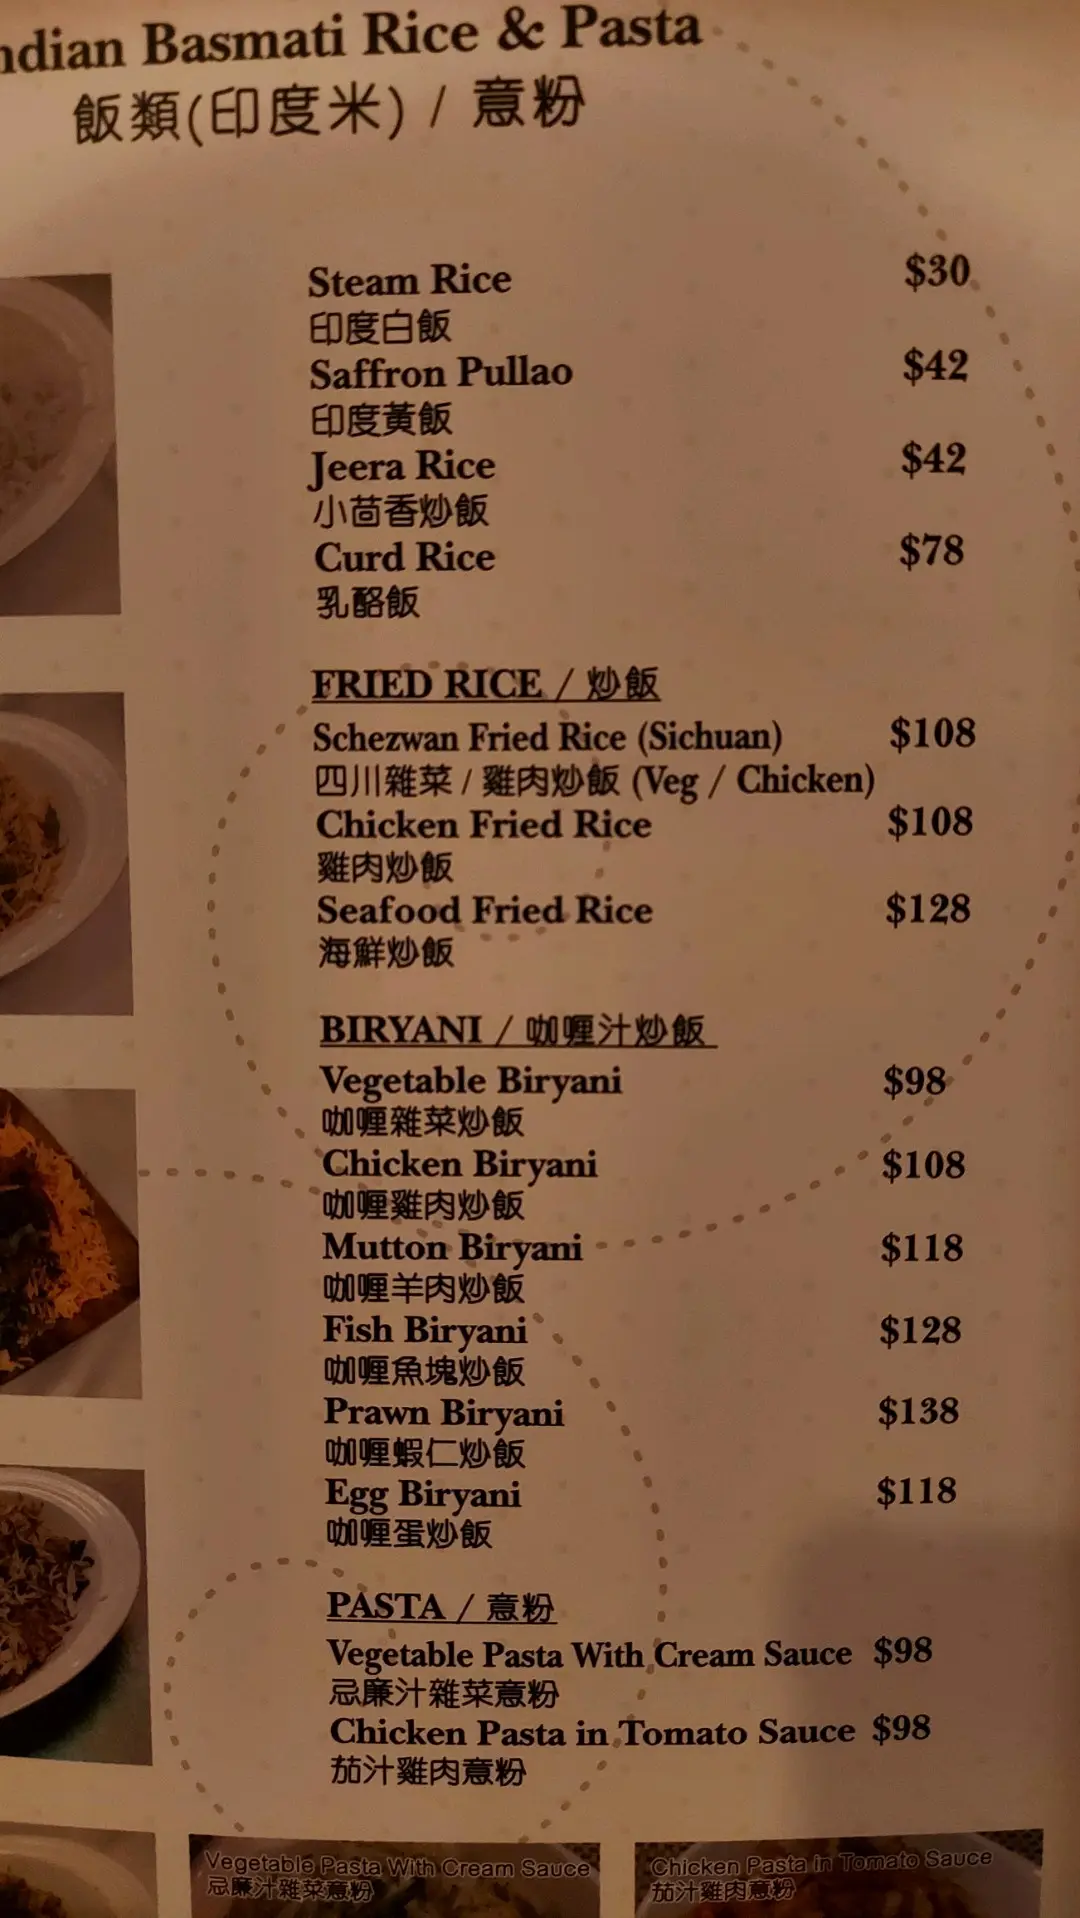 ndian Basmati Rice & Pasta
飯類(印度米) / 意粉
Steam Rice $30
印度白飯
Saffron Pullao $42
印度黃飯
Jeera Rice $42
小茴香炒飯
Curd Rice $78
乳酪飯
FRIED RICE / 炒飯
Schezwan Fried Rice (Sichuan) $108
四川雜菜 / 雞肉炒飯 (Veg / Chicken)
Chicken Fried Rice $108
雞肉炒飯
Seafood Fried Rice $128
海鮮炒飯
BIRYANI / 咖喱汁炒飯
Vegetable Biryani $98
咖喱雜菜炒飯
Chicken Biryani $108
咖喱雞肉炒飯
Mutton Biryani $118
咖喱羊肉炒飯
Fish Biryani $128
咖喱魚塊炒飯
Prawn Biryani $138
咖喱蝦仁炒飯
Egg Biryani $118
咖喱蛋炒飯
PASTA / 意粉
Vegetable Pasta With Cream Sauce $98
忌廉汁雜菜意粉
Chicken Pasta in Tomato Sauce $98
茄汁雞肉意粉
Vegetable Pasta With Cream Sauce
忌廉汁雜菜意粉
Chicken Pasta in Tomato Sauce
茄汁雞肉意粉